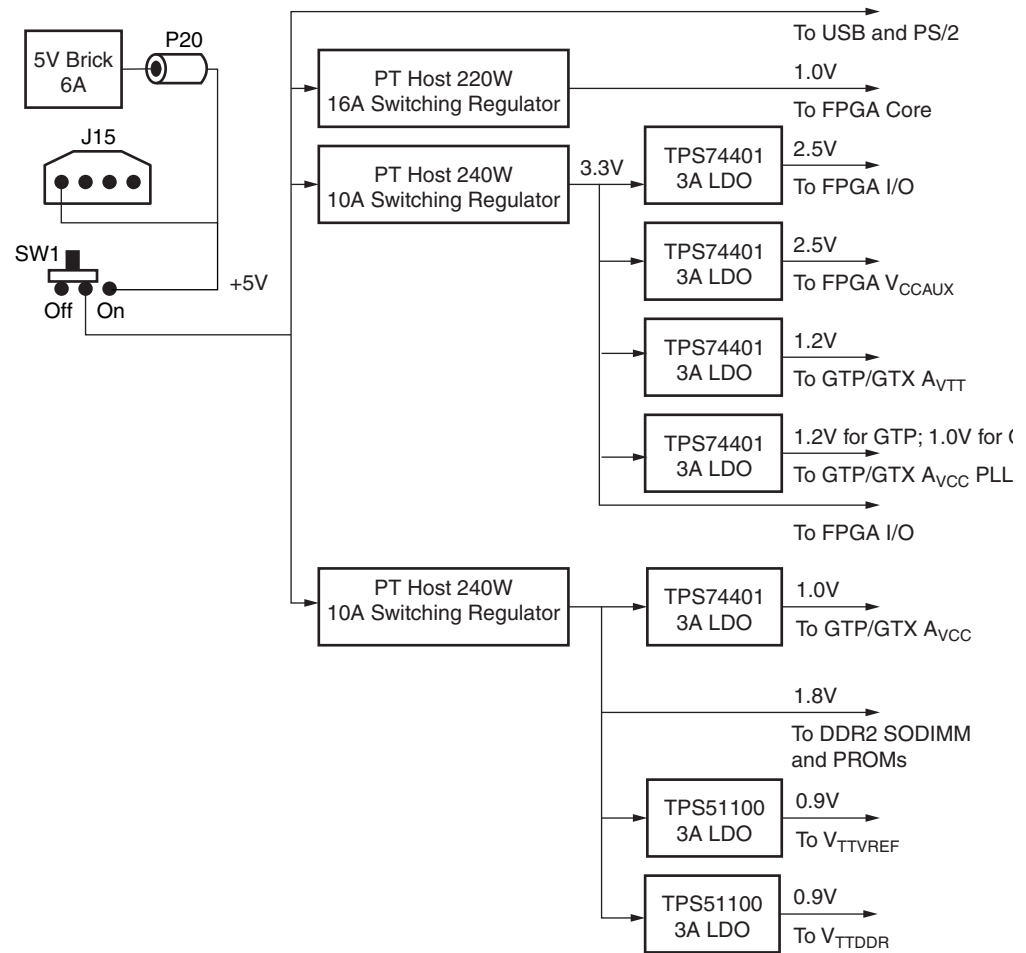 To USB and PS/2
5V Brick
6A
P20
PT Host 220W
16A Switching Regulator
1.0V
To FPGA Core
J15
PT Host 240W
10A Switching Regulator
3.3V
TPS74401
3A LDO
2.5V
To FPGA I/O
SW1
Off
On
+5V
TPS74401
3A LDO
2.5V
To FPGA VCCAUX
TPS74401
3A LDO
1.2V
To GTP/GTX AVTT
TPS74401
3A LDO
1.2V for GTP; 1.0V for
To GTP/GTX AVCC PLL
To FPGA I/O
PT Host 240W
10A Switching Regulator
TPS74401
3A LDO
1.0V
To GTP/GTX AVCC
1.8V
To DDR2 SODIMM
and PROMs
TPS51100
3A LDO
0.9V
To VTTVREF
TPS51100
3A LDO
0.9V
To VTTDDR